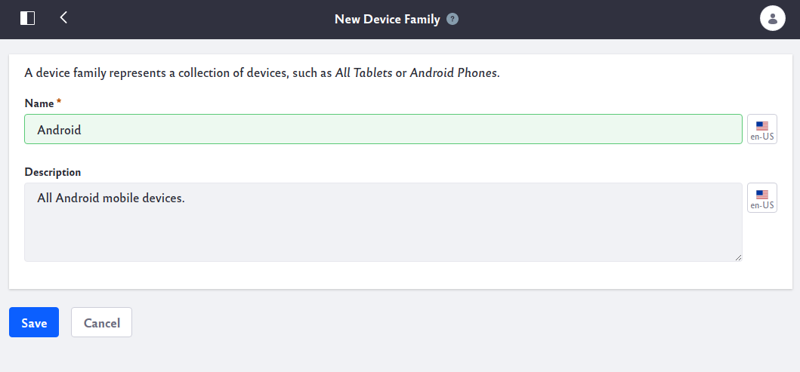 New Device Family ?
A device family represents a collection of devices, such as All Tablets or Android Phones.
Name *
Android
en-US
Description
All Android mobile devices.
en-US
Save
Cancel